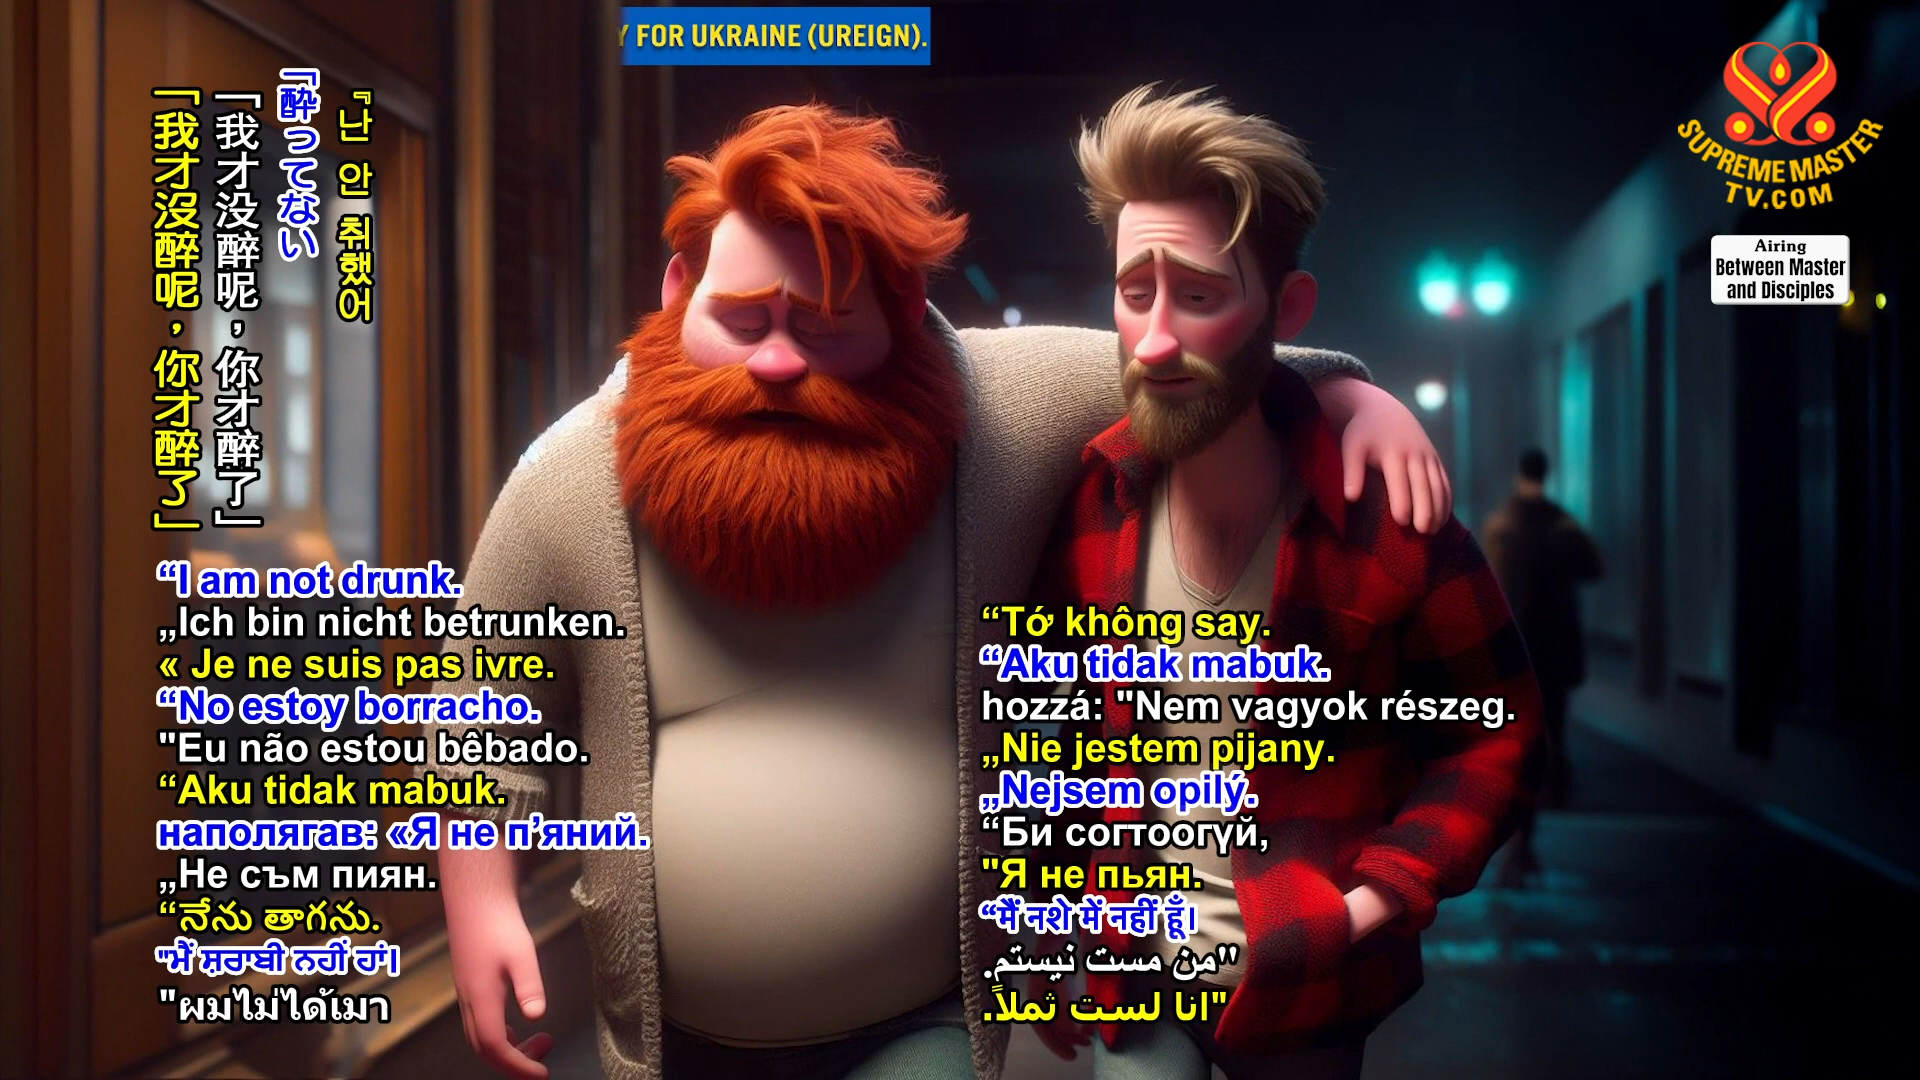 Y FOR UKRAINE (UREIGN).
SUPREME MASTER
TV.COM
Airing
Between Master
and Disciples
『난 안 취했어
「酔ってない
「我才没醉呢，你才醉了」
「我才沒醉呢，你才醉了」
“I am not drunk.
„Ich bin nicht betrunken.
« Je ne suis pas ivre.
“No estoy borracho.
"Eu não estou bêbado.
“Aku tidak mabuk.
наполягав: «Я не п’яний.
„Не съм пиян.
“నేను తాగను.
"ਮੈਂ ਸ਼ਰਾਬੀ ਨਹੀਂ ਹਾਂ।
"ผมไม่ได้เมา
“Tớ không say.
“Aku tidak mabuk.
hozzá: "Nem vagyok részeg.
„Nie jestem pijany.
„Nejsem opilý.
“Би согтоогүй,
"Я не пьян.
“मैं नशे में नहीं हूँ।
"من مست نیستم.
"انا لست ثملاً.